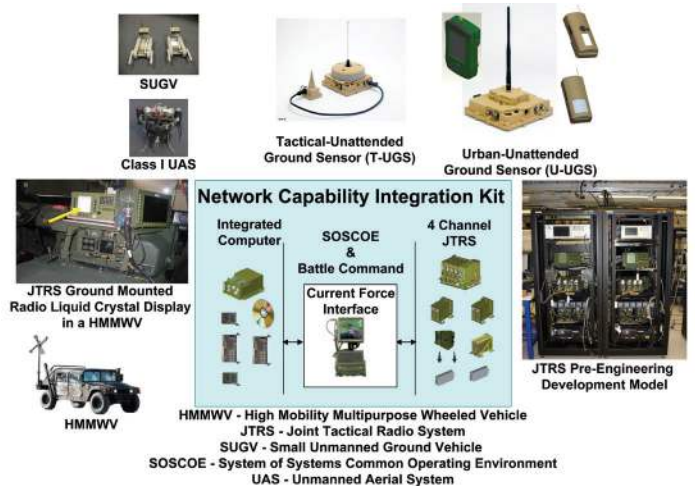 SUGV
Class I UAS
Tactical-Unattended
Ground Sensor (T-UGS)
Urban-Unattended
Ground Sensor (U-UGS)
JTRS Ground Mounted
Radio Liquid Crystal Display
in a HMMWV
HMMWV
Network Capability Integration Kit
Integrated
Computer
SOSCOE
&
Battle Command
4 Channel
JTRS
Current Force
Interface
JTRS Pre-Engineering
Development Model
HMMWV - High Mobility Multipurpose Wheeled Vehicle
JTRS - Joint Tactical Radio System
SUGV - Small Unmanned Ground Vehicle
SOSCOE - System of Systems Common Operating Environment
UAS - Unmanned Aerial System